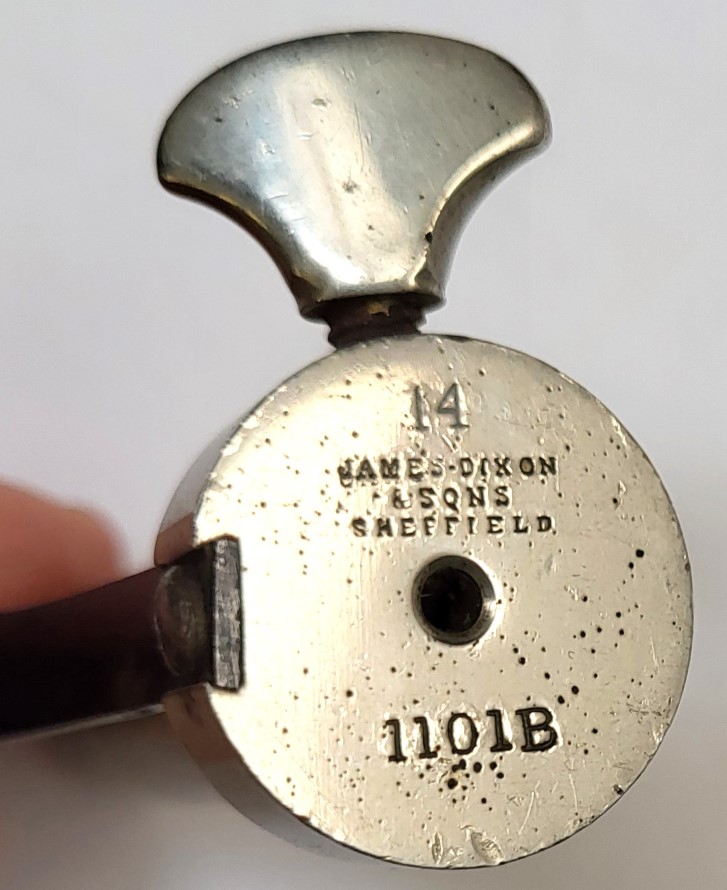 14
JAMES-DIXON
& SONS
SHEFFIELD
1101B